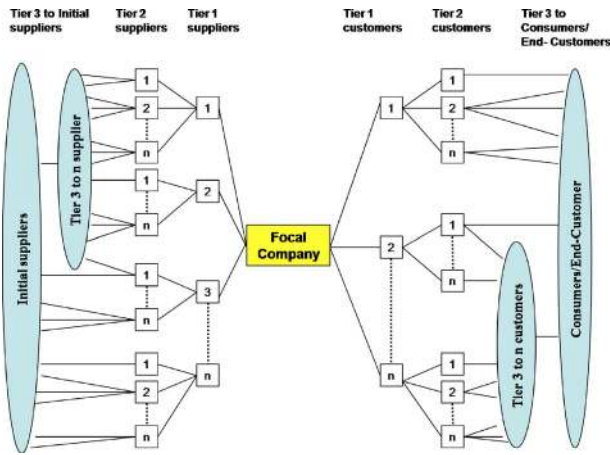 Tier 3 to Initial
suppliers
Tier 2
suppliers
Tier 1
suppliers
Tier 1
customers
Tier 2
customers
Tier 3 to
Consumers/
End- Customers
Initial suppliers
Tier 3 to n supplier
1
2
n
1
n
1
n
1
2
n
1
2
3
n
Focal
Company
1
2
n
1
2
n
1
n
1
2
n
Tier 3 to n customers
Consumers/End-Customer